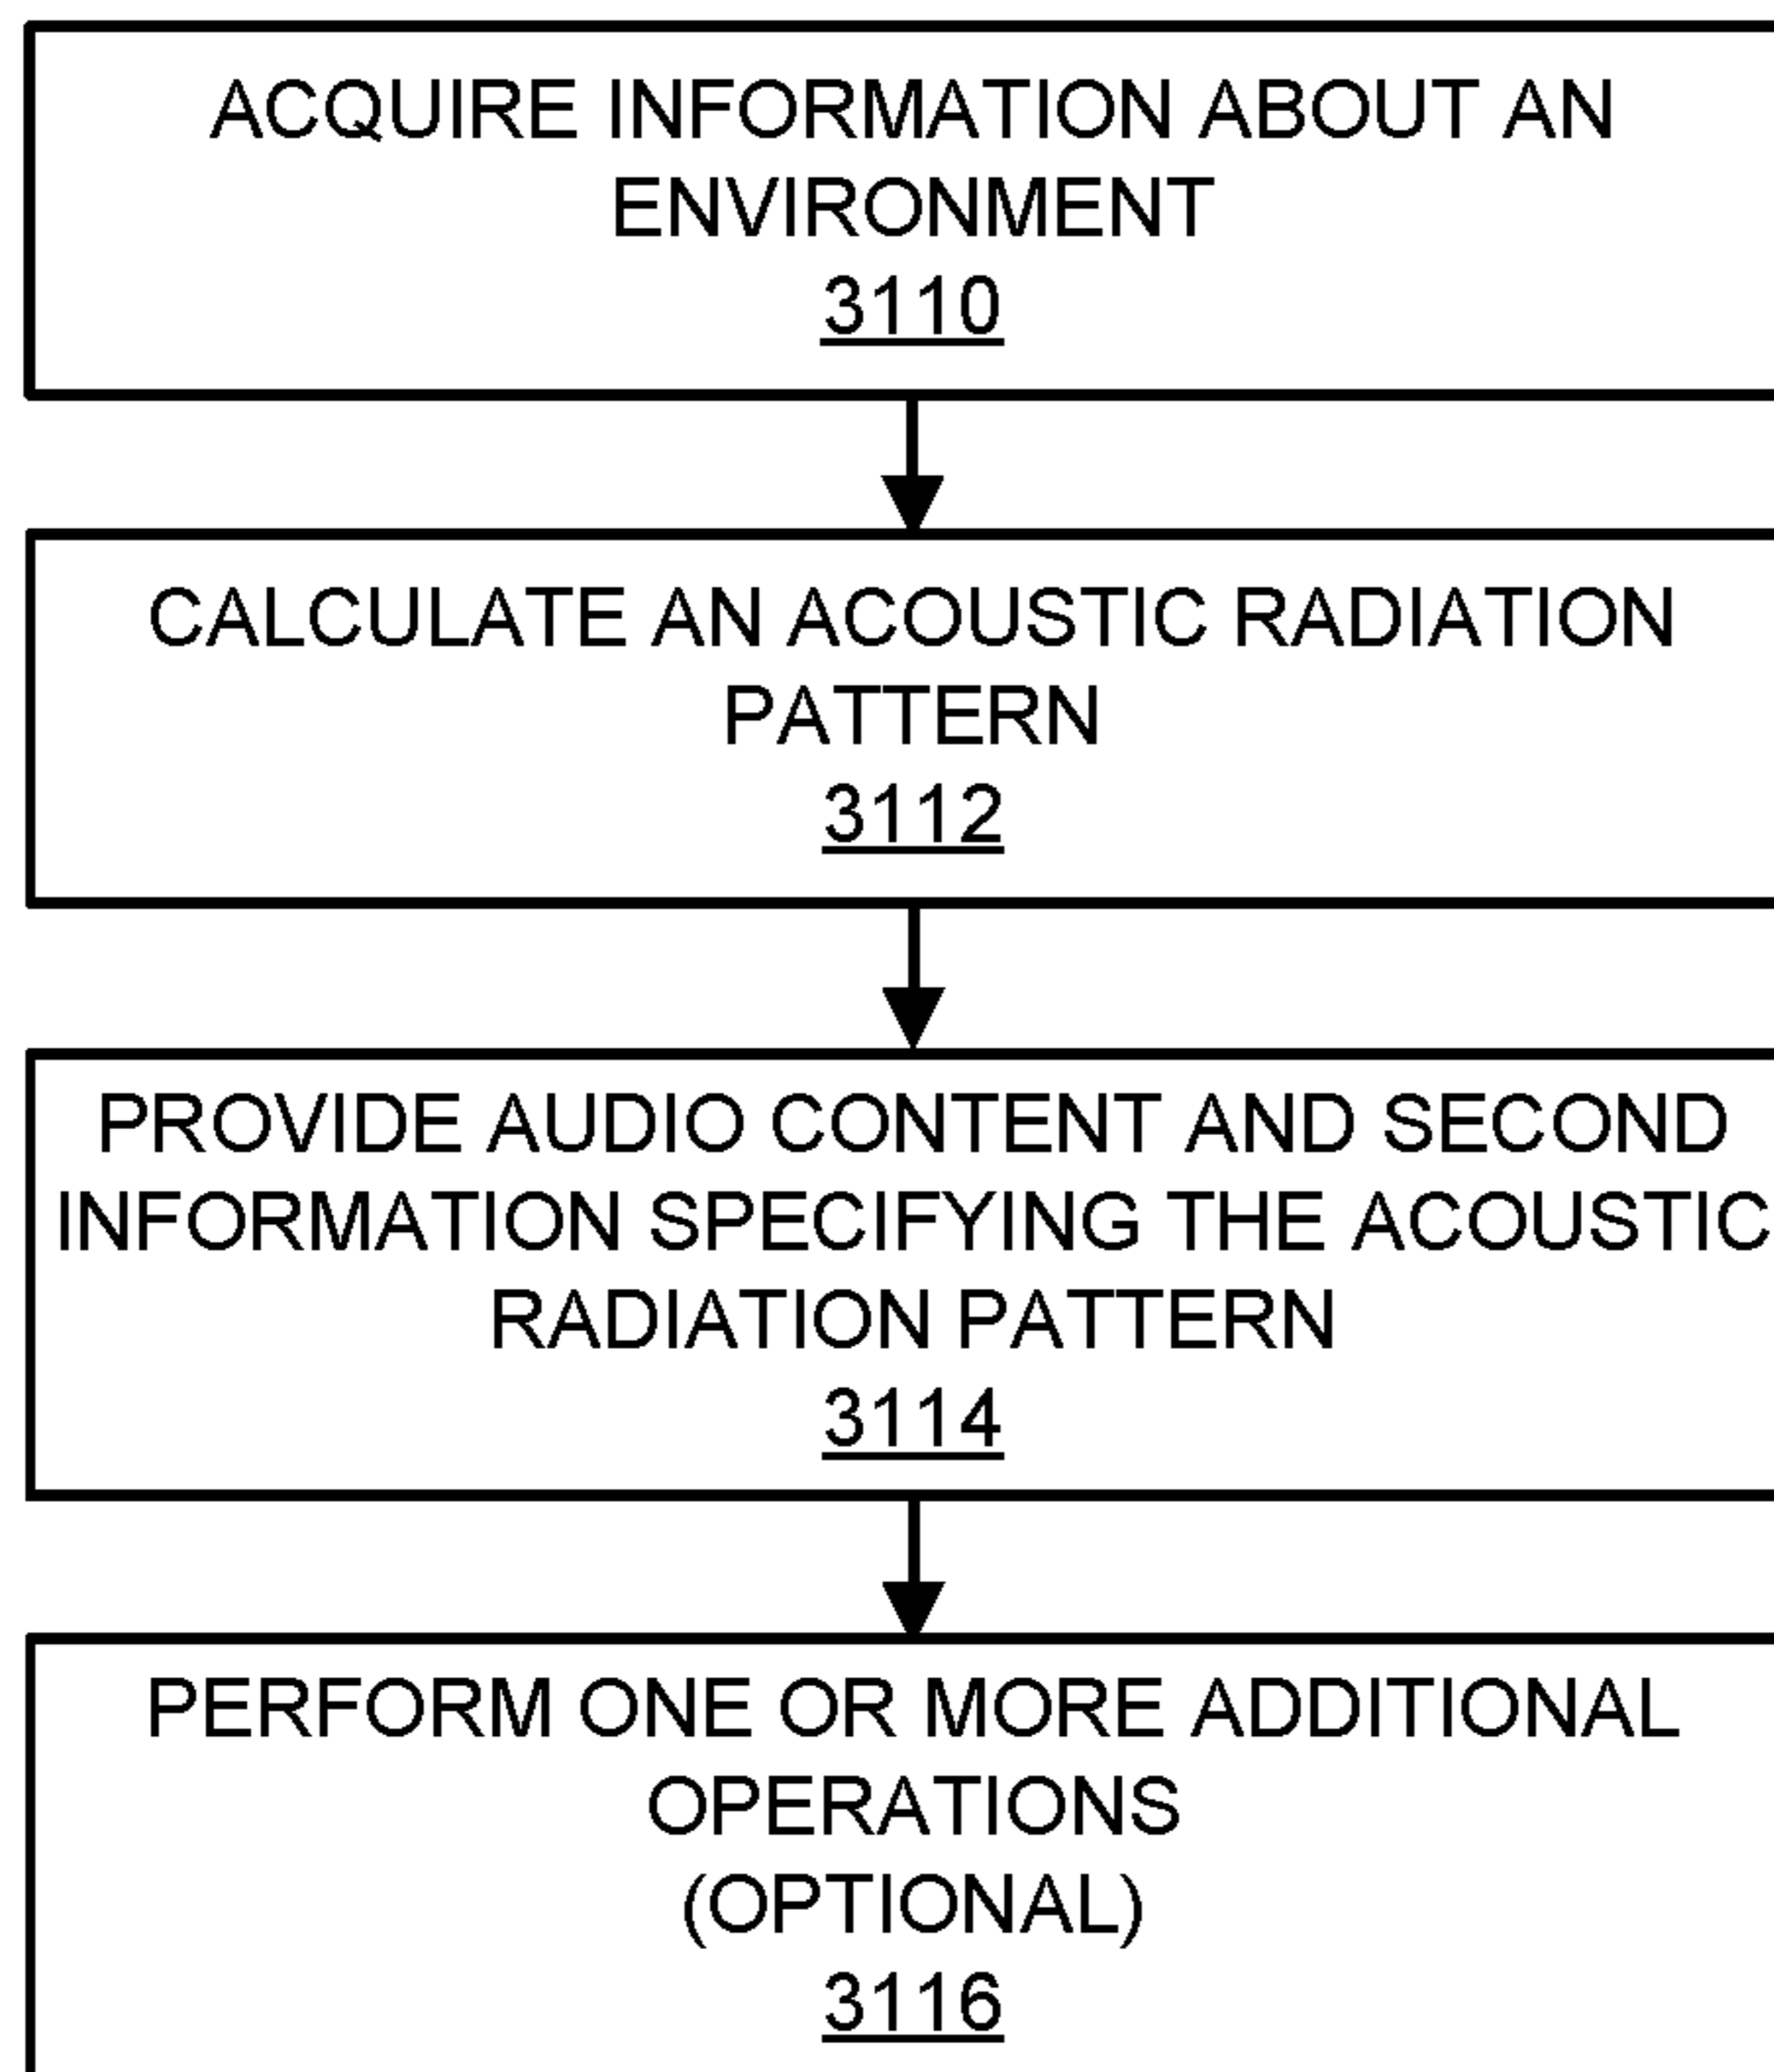 ACQUIRE INFORMATION ABOUT AN
ENVIRONMENT
3110
CALCULATE AN ACOUSTIC RADIATION
PATTERN
3112
PROVIDE AUDIO CONTENT AND SECOND
INFORMATION SPECIFYING THE ACOUSTIC
RADIATION PATTERN
3114
PERFORM ONE OR MORE ADDITIONAL
OPERATIONS
(OPTIONAL)
3116